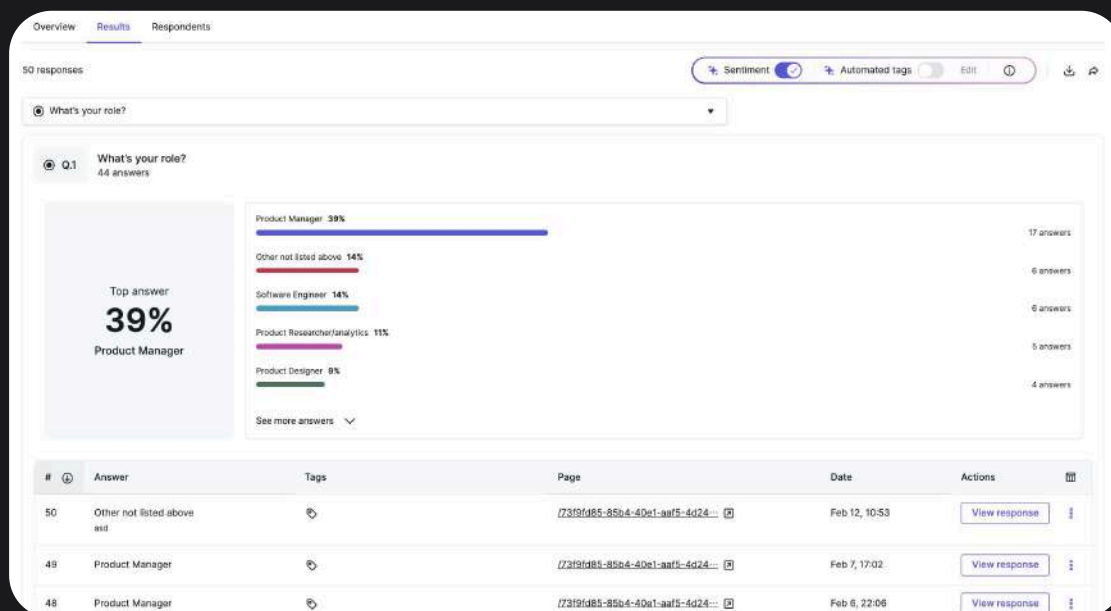 Overview Results Respondents
50 responses Sentiment Automated tags Edit
What's your role?
Q.1 What's your role?
44 answers
Top answer
39%
Product Manager
Product Manager 39%
17 answers
Other not listed above 14%
6 answers
Software Engineer 14%
6 answers
Product Researcher/analytics 11%
5 answers
Product Designer 9%
4 answers
See more answers
# Answer Tags Page Date Actions
50 Other not listed above /73f9fd85-85b4-40e1-aaf5-4d24··· Feb 12, 10:53 View response
asd
49 Product Manager /73f9fd85-85b4-40e1-aaf5-4d24··· Feb 7, 17:02 View response
48 Product Manager /73f9fd85-85b4-40e1-aaf5-4d24··· Feb 6, 22:06 View response